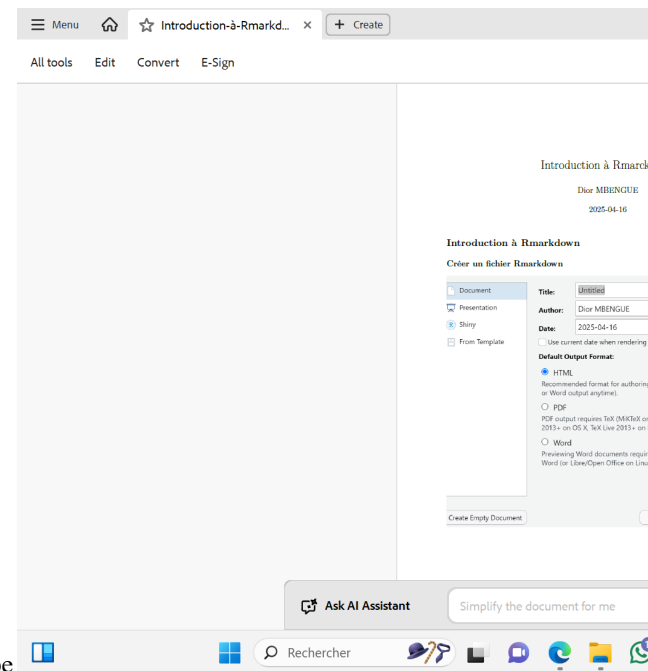 Menu
Introduction-à-Rmarkd...
Create
All tools Edit Convert E-Sign
Introduction à Rmarck
Dior MBENGUE
2025-04-16
Introduction à Rmarkdown
Créer un fichier Rmarkdown
Document
Presentation
Shiny
From Template
Title: Untitled
Author: Dior MBENGUE
Date: 2025-04-16
Use current date when rendering
Default Output Format:
HTML
Recommended format for authoring
or Word output anytime).
PDF
PDF output requires TeX (MiKTeX on
2013+ on OS X, TeX Live 2013+ on
Word
Previewing Word documents requir
Word (or Libre/Open Office on Linu
Create Empty Document
Ask AI Assistant
Simplify the document for me
Rechercher